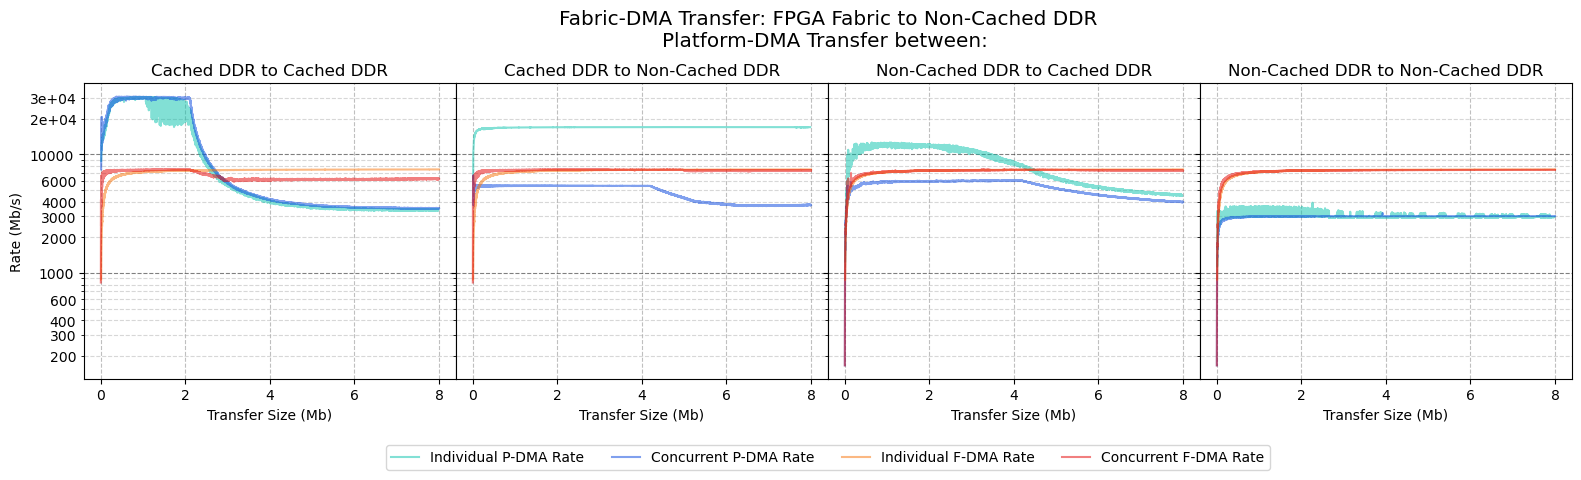 Fabric-DMA Transfer: FPGA Fabric to Non-Cached DDR
Platform-DMA Transfer between:
Cached DDR to Cached DDR
Cached DDR to Non-Cached DDR
Non-Cached DDR to Cached DDR
Non-Cached DDR to Non-Cached DDR
Rate (Mb/s)
3e+04
2e+04
10000
6000
4000
3000
2000
1000
600
400
300
200
0 2 4 6 8
0 2 4 6 8
0 2 4 6 8
0 2 4 6 8
Transfer Size (Mb)
Transfer Size (Mb)
Transfer Size (Mb)
Transfer Size (Mb)
Individual P-DMA Rate
Concurrent P-DMA Rate
Individual F-DMA Rate
Concurrent F-DMA Rate